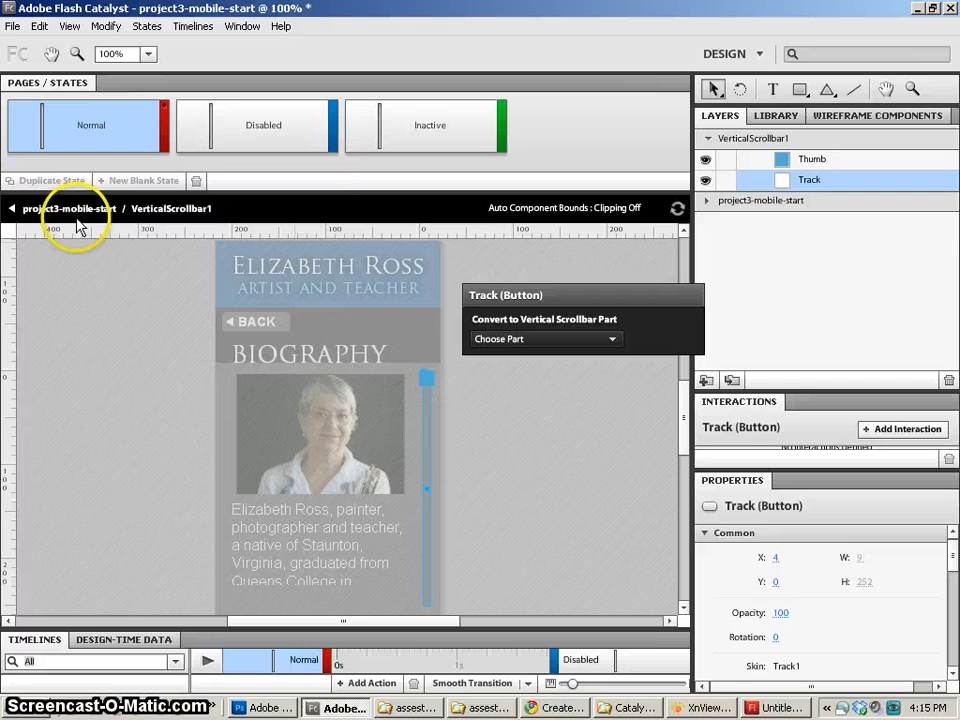 Adobe Flash Catalyst - project3-mobile-start @ 100% *
File Edit View Modify States Timelines Window Help
Fc 100% DESIGN
PAGES / STATES
Normal Disabled Inactive
Duplicate State + New Blank State
project3-mobile-start / VerticalScrollbar1 Auto Component Bounds : Clipping Off
400 300 200 100 0 100 200
ELIZABETH ROSS
ARTIST AND TEACHER
BACK
BIOGRAPHY
Elizabeth Ross, painter,
photographer and teacher,
a native of Staunton,
Virginia, graduated from
Queens College in
Track (Button)
Convert to Vertical Scrollbar Part
Choose Part
LAYERS LIBRARY WIREFRAME COMPONENTS
VerticalScrollbar1
Thumb
Track
project3-mobile-start
INTERACTIONS
Track (Button) + Add Interaction
PROPERTIES
Track (Button)
Common
X: 4 W: 9
Y: 0 H: 252
Opacity: 100
Rotation: 0
Skin: Track1
TIMELINES DESIGN-TIME DATA
All Normal 0s 1s Disabled
+ Add Action Smooth Transition
Screencast-O-Matic.com
Adobe ... Adobe... assest... assest... Create... Cataly... XnView... Untitle... 4:15 PM